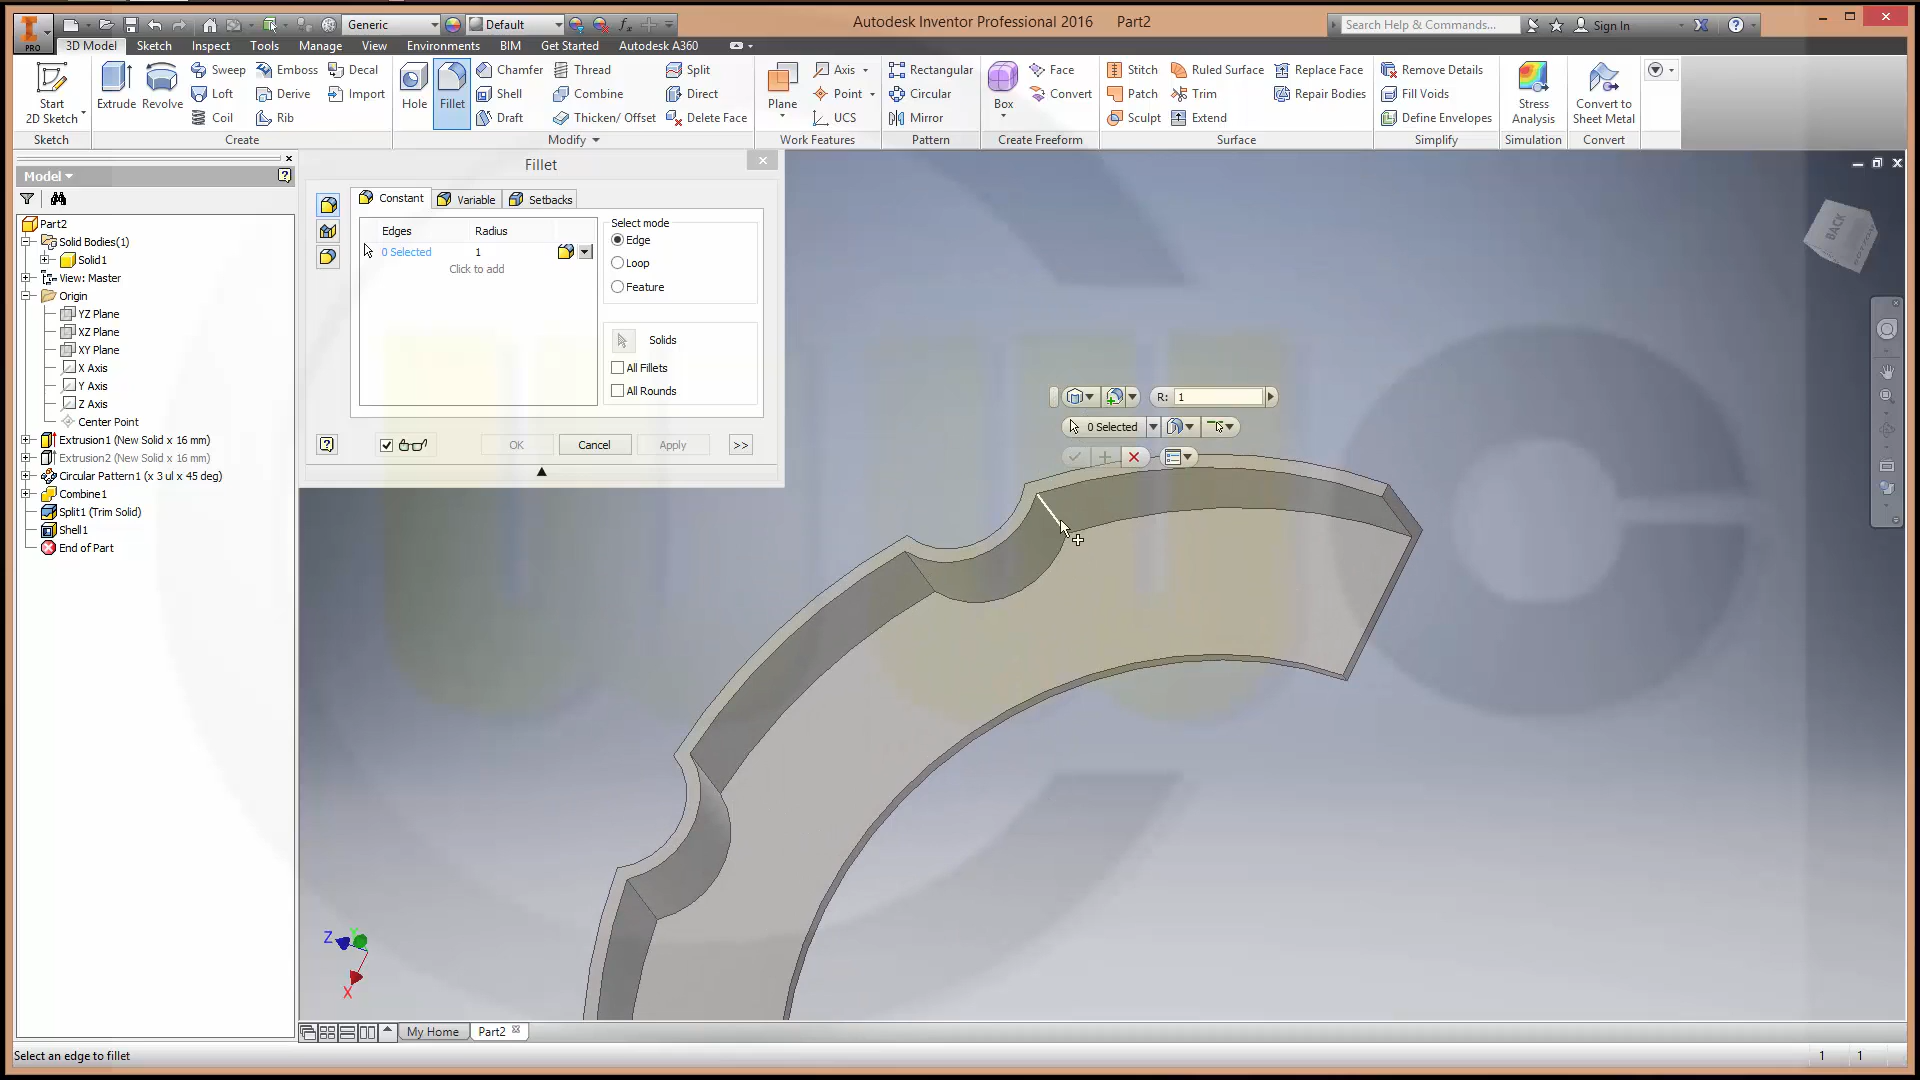 Generic
Default
Autodesk Inventor Professional 2016 Part2
Search Help & Commands...
Sign In
PRO
3D Model Sketch Inspect Tools Manage View Environments BIM Get Started Autodesk A360
Start
2D Sketch
Extrude
Revolve
Sweep
Emboss
Decal
Loft
Derive
Import
Coil
Rib
Hole
Fillet
Chamfer
Thread
Split
Shell
Combine
Direct
Draft
Thicken/ Offset
Delete Face
Plane
Axis
Point
UCS
Rectangular
Circular
Mirror
Box
Face
Convert
Stitch
Ruled Surface
Replace Face
Patch
Trim
Repair Bodies
Sculpt
Extend
Remove Details
Fill Voids
Define Envelopes
Stress
Analysis
Convert to
Sheet Metal
Sketch Create Modify Work Features Pattern Create Freeform Surface Simplify Simulation Convert
Model
Part2
Solid Bodies(1)
Solid1
View: Master
Origin
YZ Plane
XZ Plane
XY Plane
X Axis
Y Axis
Z Axis
Center Point
Extrusion1 (New Solid x 16 mm)
Extrusion2 (New Solid x 16 mm)
Circular Pattern1 (x 3 ul x 45 deg)
Combine1
Split1 (Trim Solid)
Shell1
End of Part
Fillet
Constant Variable Setbacks
Edges Radius
0 Selected 1
Click to add
Select mode
Edge
Loop
Feature
Solids
All Fillets
All Rounds
OK Cancel Apply >>
BACK
R: 1
0 Selected
Z
Y
X
My Home Part2
Select an edge to fillet 1 1